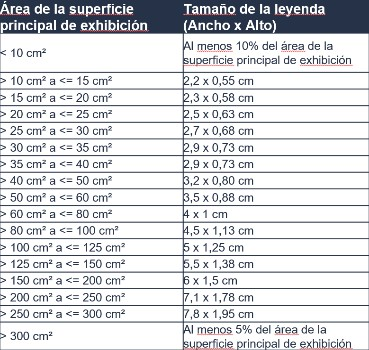 Área de la superficie
principal de exhibición
Tamaño de la leyenda
(Ancho x Alto)
< 10 cm²
Al menos 10% del área de la
superficie principal de exhibición
> 10 cm² a <= 15 cm²
2,2 x 0,55 cm
> 15 cm² a <= 20 cm²
2,3 x 0,58 cm
> 20 cm² a <= 25 cm²
2,5 x 0,63 cm
> 25 cm² a <= 30 cm²
2,7 x 0,68 cm
> 30 cm² a <= 35 cm²
2,9 x 0,73 cm
> 35 cm² a <= 40 cm²
2,9 x 0,73 cm
> 40 cm² a <= 50 cm²
3,2 x 0,80 cm
> 50 cm² a <= 60 cm²
3,5 x 0,88 cm
> 60 cm² a <= 80 cm²
4 x 1 cm
> 80 cm² a <= 100 cm²
4,5 x 1,13 cm
> 100 cm² a <= 125 cm²
5 x 1,25 cm
> 125 cm² a <= 150 cm²
5,5 x 1,38 cm
> 150 cm² a <= 200 cm²
6 x 1,5 cm
> 200 cm² a <= 250 cm²
7,1 x 1,78 cm
> 250 cm² a <= 300 cm²
7,8 x 1,95 cm
> 300 cm²
Al menos 5% del área de la
superficie principal de exhibición